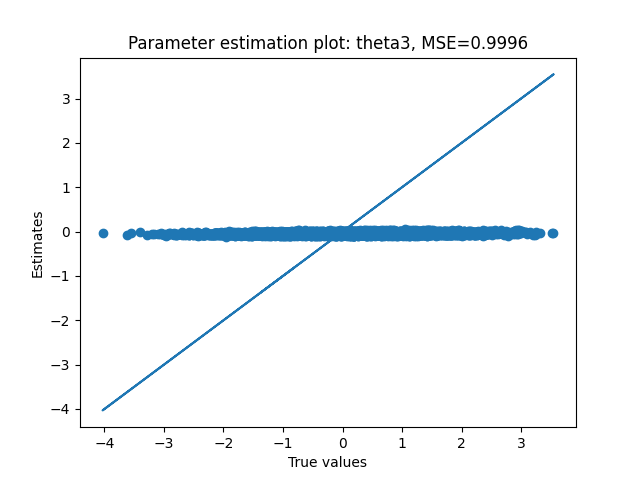 Parameter estimation plot: theta3, MSE=0.9996
3
2
1
0
−1
−2
−3
−4
Estimates
−4 −3 −2 −1 0 1 2 3
True values